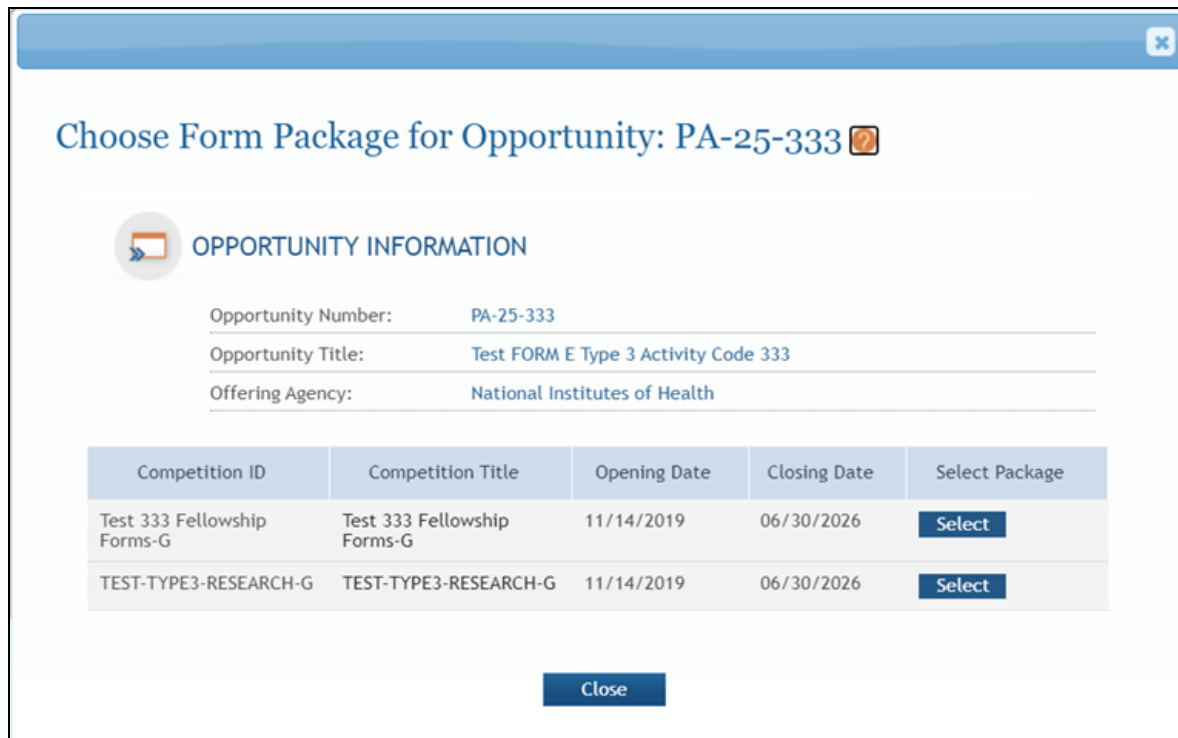 Choose Form Package for Opportunity: PA-25-333 ?
OPPORTUNITY INFORMATION
Opportunity Number: PA-25-333
Opportunity Title: Test FORM E Type 3 Activity Code 333
Offering Agency: National Institutes of Health
Competition ID Competition Title Opening Date Closing Date Select Package
Test 333 Fellowship Test 333 Fellowship 11/14/2019 06/30/2026 Select
Forms-G Forms-G
TEST-TYPE3-RESEARCH-G TEST-TYPE3-RESEARCH-G 11/14/2019 06/30/2026 Select
Close